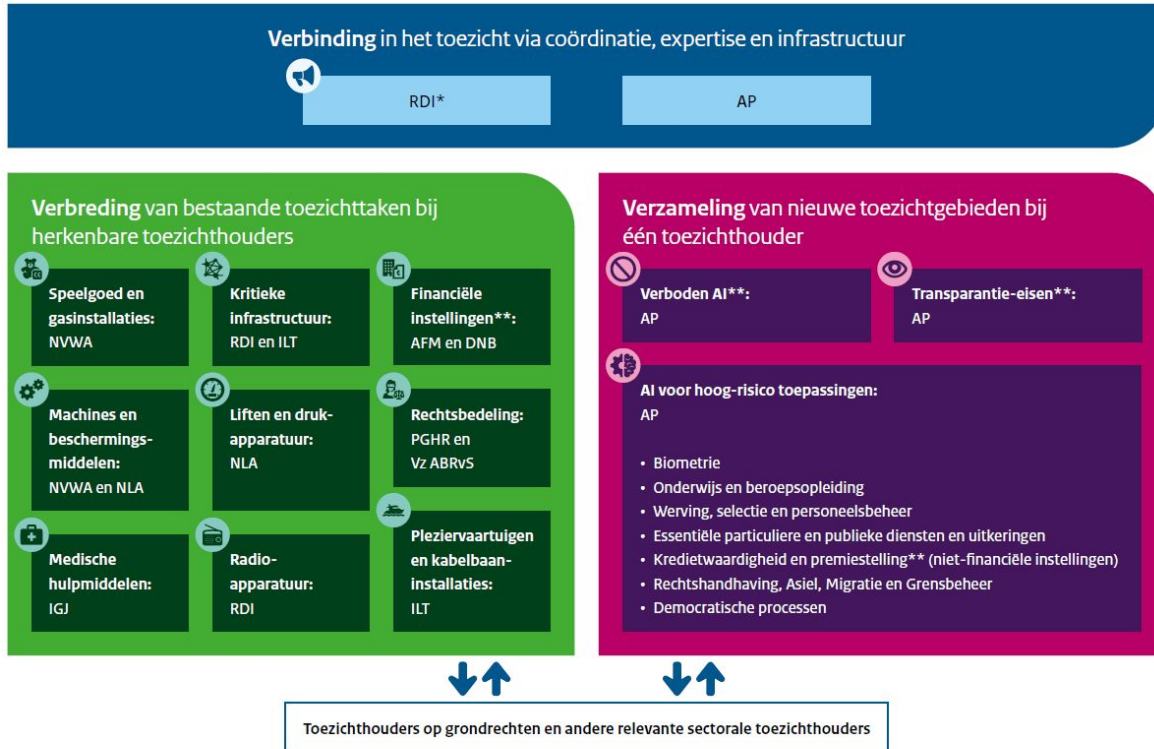 Verbinding in het toezicht via coördinatie, expertise en infrastructuur
RDI*
AP
Verbreding van bestaande toezichttaken bij
herkenbare toezichthouders
Speelgoed en
gasinstallaties:
NVWA
Kritieke
infrastructuur:
RDI en ILT
Financiële
instellingen**:
AFM en DNB
Machines en
beschermings-
middelen:
NVWA en NLA
Liften en druk-
apparatuur:
NLA
Rechtsbedeling:
PGHR en
Vz ABRvS
Medische
hulpmiddelen:
IGJ
Radio-
apparatuur:
RDI
Pleziervaartuigen
en kabelbaan-
installaties:
ILT
Verzameling van nieuwe toezichtgebieden bij
één toezichthouder
Verboden AI**:
AP
Transparantie-eisen**:
AP
AI voor hoog-risico toepassingen:
AP
• Biometrie
• Onderwijs en beroepsopleiding
• Werving, selectie en personeelsbeheer
• Essentiële particuliere en publieke diensten en uitkeringen
• Kredietwaardigheid en premiestelling** (niet-financiële instellingen)
• Rechtshandhaving, Asiel, Migratie en Grensbeheer
• Democratische processen
Toezichthouders op grondrechten en andere relevante sectorale toezichthouders